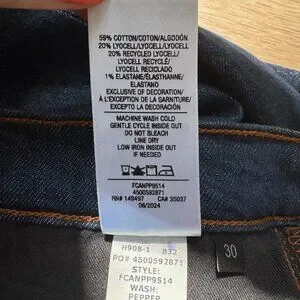 59% COTTON/COTON/ALGODÓN
20% LYOCELL/LYOCELL/LYOCELL
20% RECYCLED LYOCELL/
LYOCELL RECYCLÉ/
LYOCELL RECICLADO
1% ELASTANE/ÉLASTHANNE/
ELASTANO
EXCLUSIVE OF DECORATION/
À L'EXCEPTION DE LA GARNITURE/
EXCEPTO LA DECORACIÓN
MACHINE WASH COLD
GENTLE CYCLE INSIDE OUT
DO NOT BLEACH
LINE DRY
LOW IRON INSIDE OUT
IF NEEDED
FCANPP9514
4500592871
RN# 149497 CA# 35037
08/2024
H908-1 832
PO# 4500592871
STYLE:
FCANPP9514
WASH:
PEPPER
30